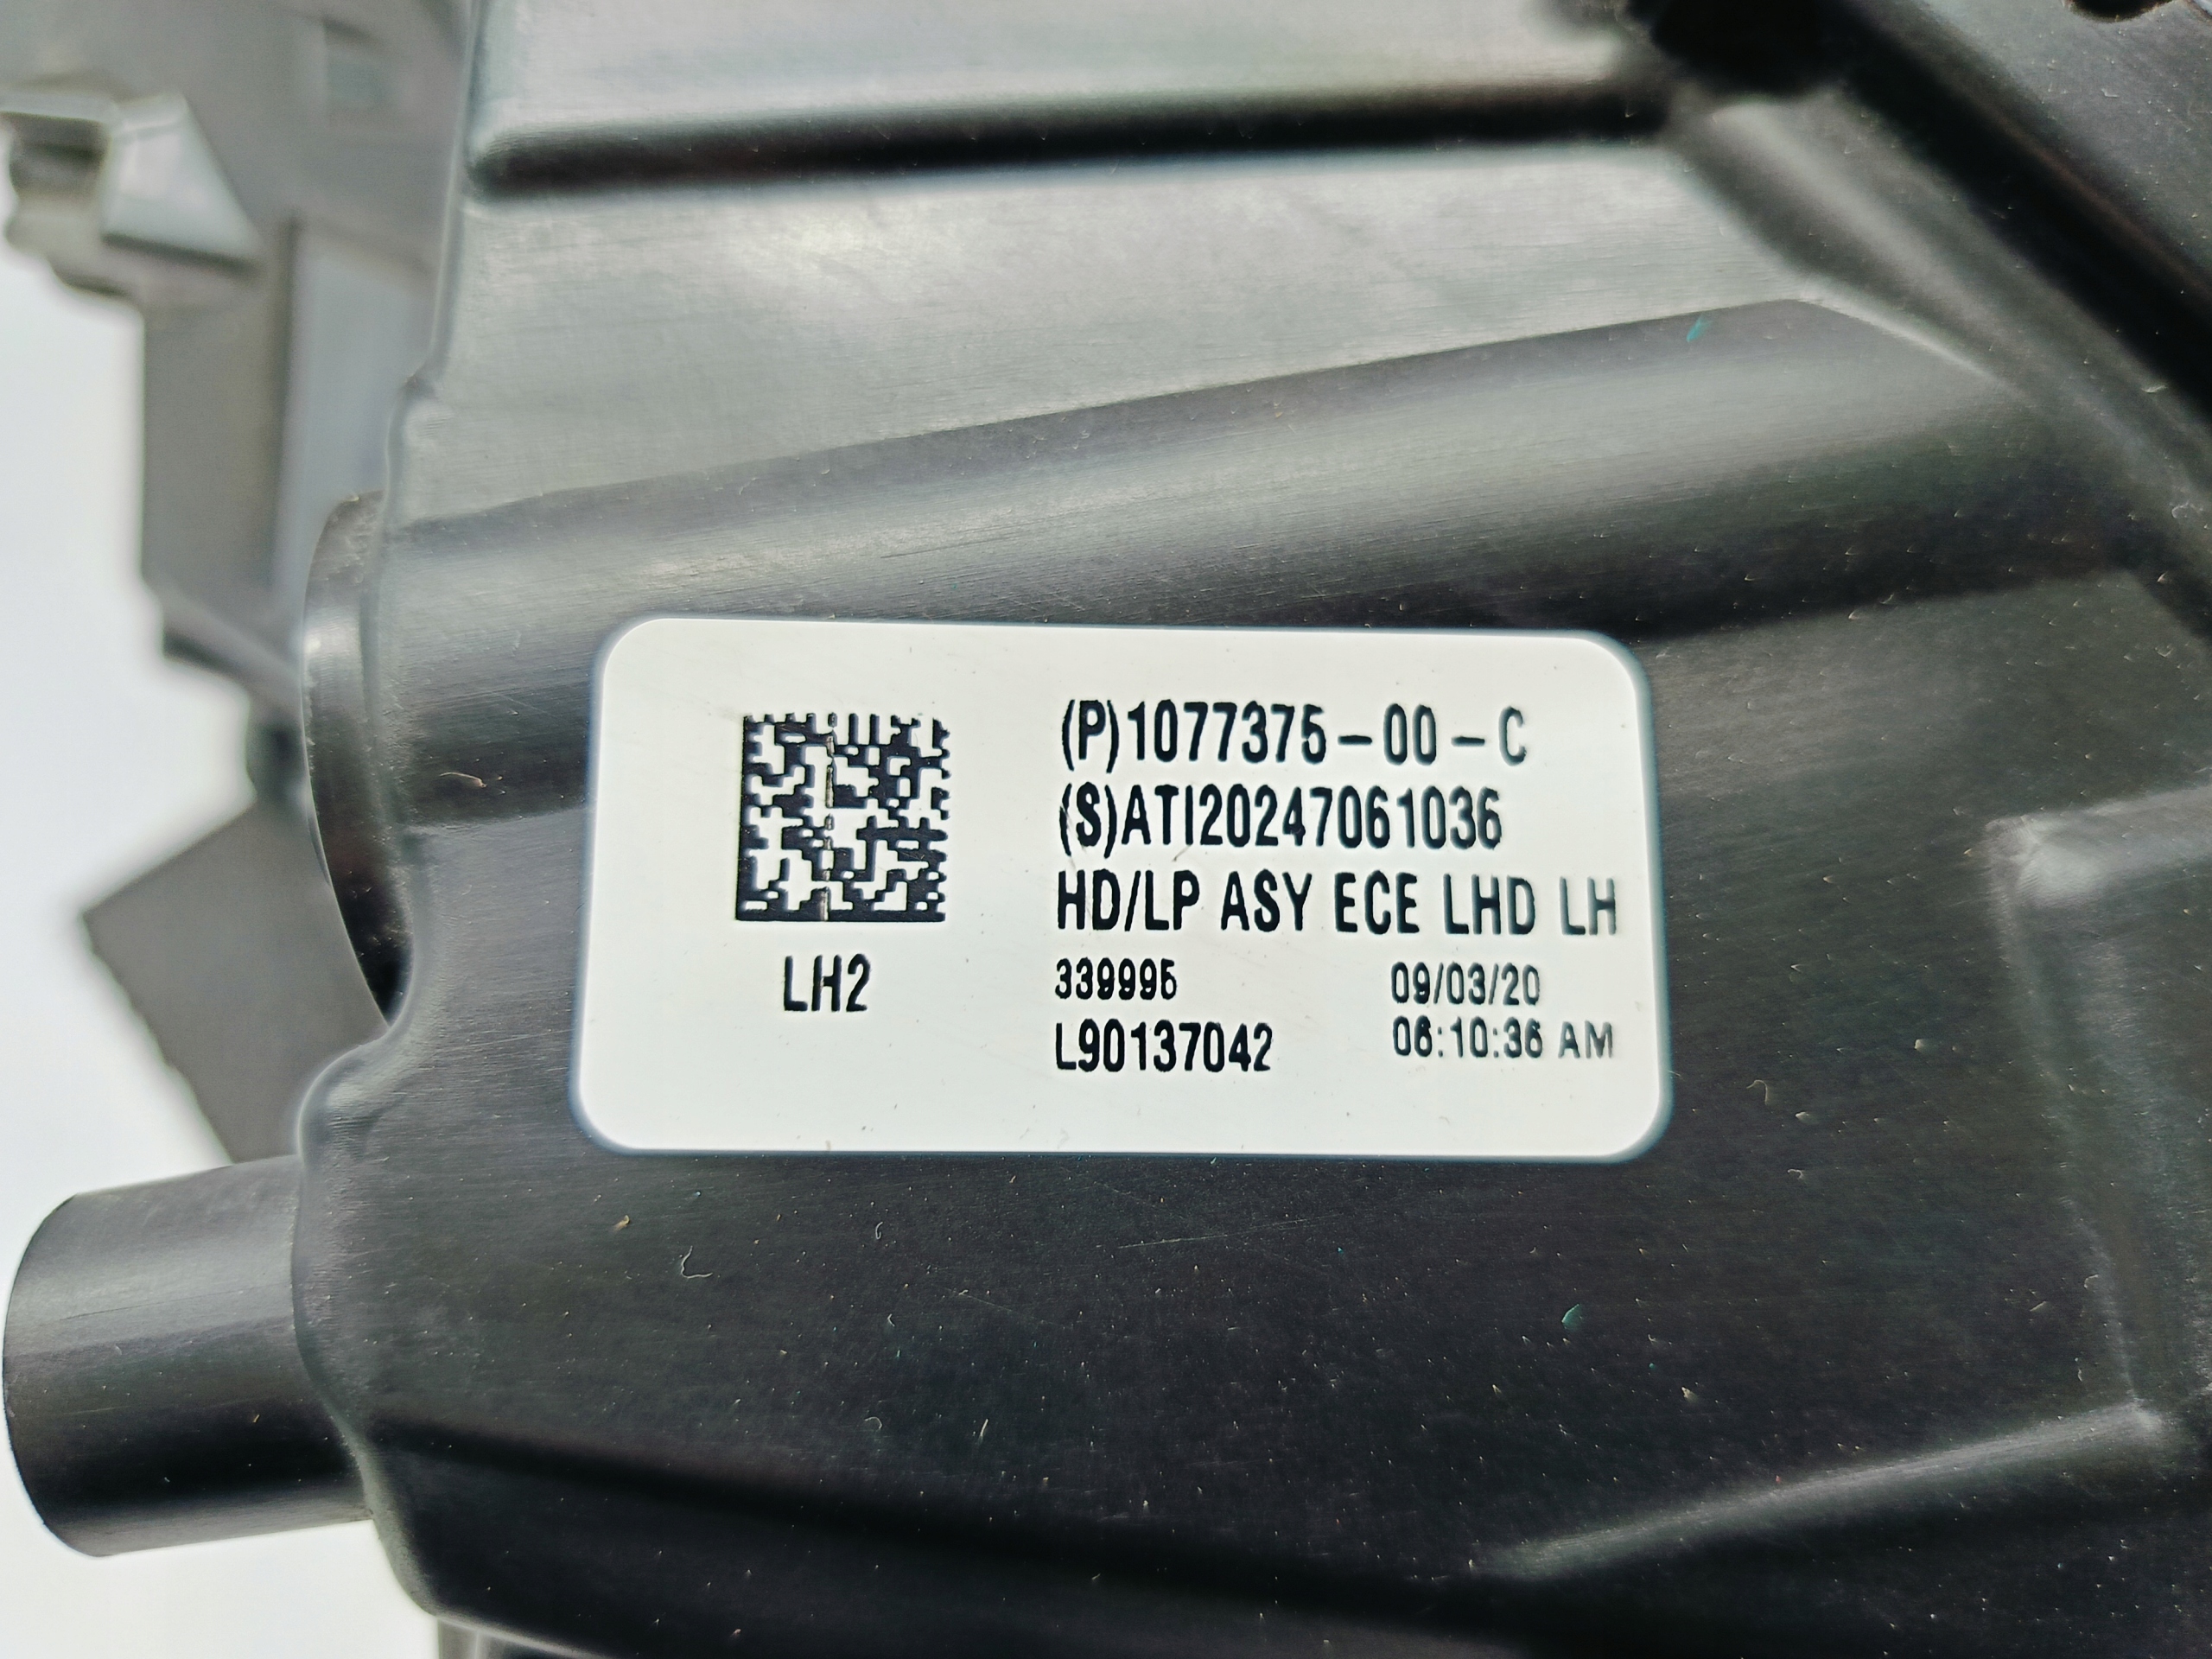 (P)1077375-00-C
(S)ATI20247061036
HD/LP ASY ECE LHD LH
LH2
339995 09/03/20
L90137042 06:10:36 AM